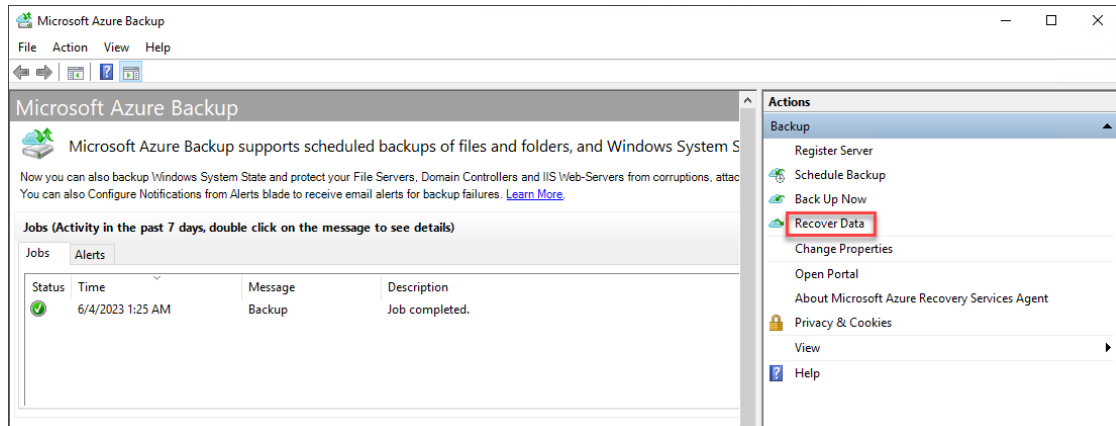 Microsoft Azure Backup
File Action View Help
Microsoft Azure Backup
Microsoft Azure Backup supports scheduled backups of files and folders, and Windows System S
Now you can also backup Windows System State and protect your File Servers, Domain Controllers and IIS Web-Servers from corruptions, attac
You can also Configure Notifications from Alerts blade to receive email alerts for backup failures. Learn More.
Jobs (Activity in the past 7 days, double click on the message to see details)
Jobs Alerts
Status Time Message Description
6/4/2023 1:25 AM Backup Job completed.
Actions
Backup
Register Server
Schedule Backup
Back Up Now
Recover Data
Change Properties
Open Portal
About Microsoft Azure Recovery Services Agent
Privacy & Cookies
View
Help